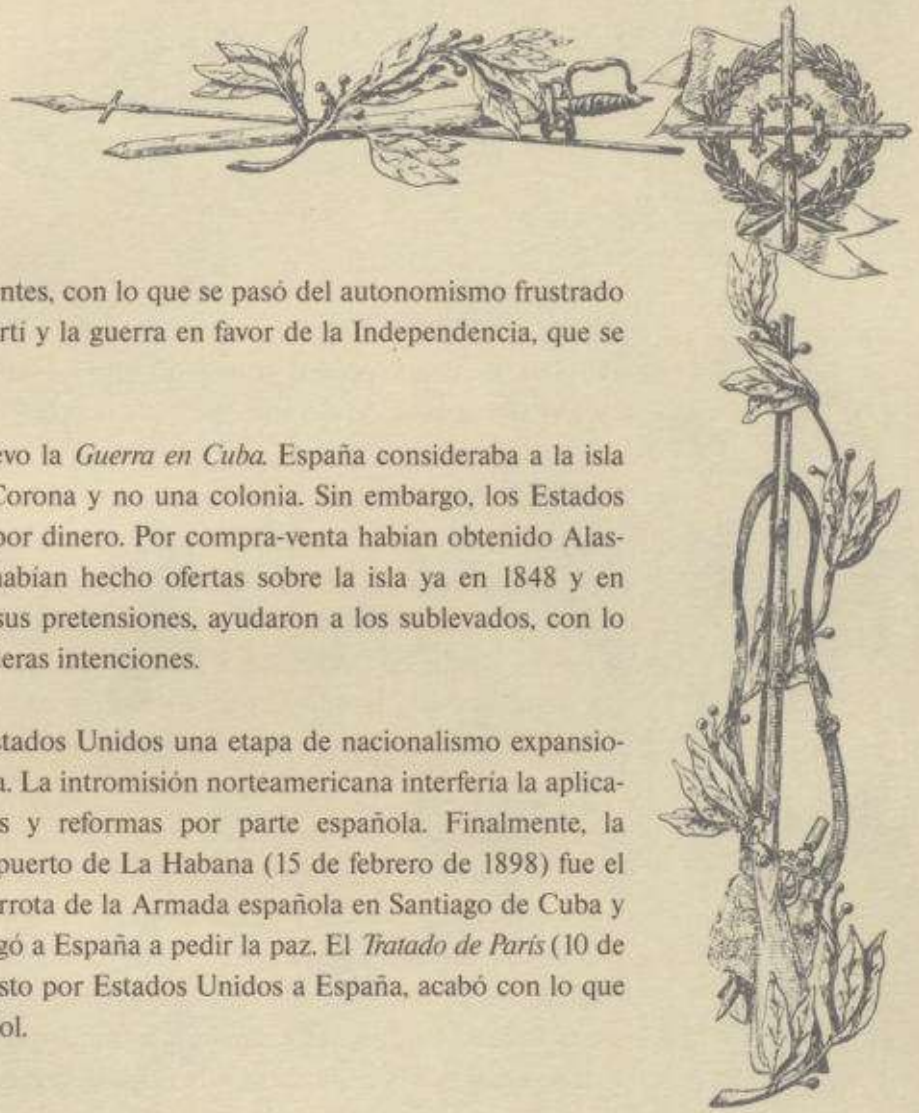 ntes, con lo que se pasó del autonomismo frustrado
rtí y la guerra en favor de la Independencia, que se
evo la Guerra en Cuba. España consideraba a la isla
Corona y no una colonia. Sin embargo, los Estados
por dinero. Por compra-venta habían obtenido Alas-
habían hecho ofertas sobre la isla ya en 1848 y en
sus pretensiones, ayudaron a los sublevados, con lo
eras intenciones.
stados Unidos una etapa de nacionalismo expansio-
a. La intromisión norteamericana interfería la aplica-
s y reformas por parte española. Finalmente, la
puerto de La Habana (15 de febrero de 1898) fue el
rrota de la Armada española en Santiago de Cuba y
gó a España a pedir la paz. El Tratado de París (10 de
sto por Estados Unidos a España, acabó con lo que
ol.